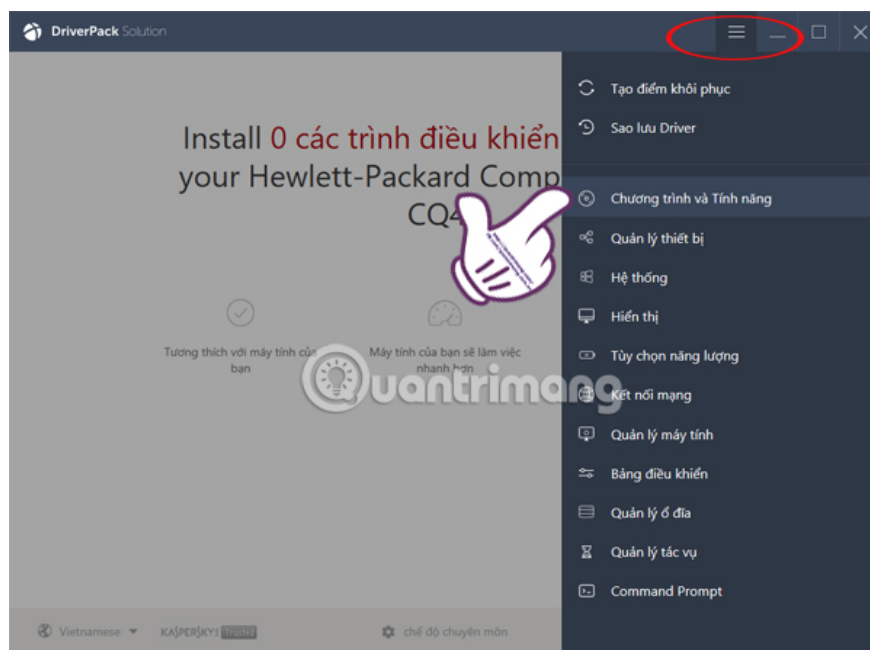 DriverPack Solution
Install 0 các trình điều khiển
your Hewlett-Packard Comp
CQ4
Tương thích với máy tính của
bạn
Máy tính của bạn sẽ làm việc
nhanh hơn
Quantrimang
Tạo điểm khôi phục
Sao lưu Driver
Chương trình và Tính năng
Quản lý thiết bị
Hệ thống
Hiển thị
Tùy chọn năng lượng
Kết nối mạng
Quản lý máy tính
Bảng điều khiển
Quản lý ổ đĩa
Quản lý tác vụ
Command Prompt
Vietnamese
KASPERSKY Trusted
chế độ chuyên môn